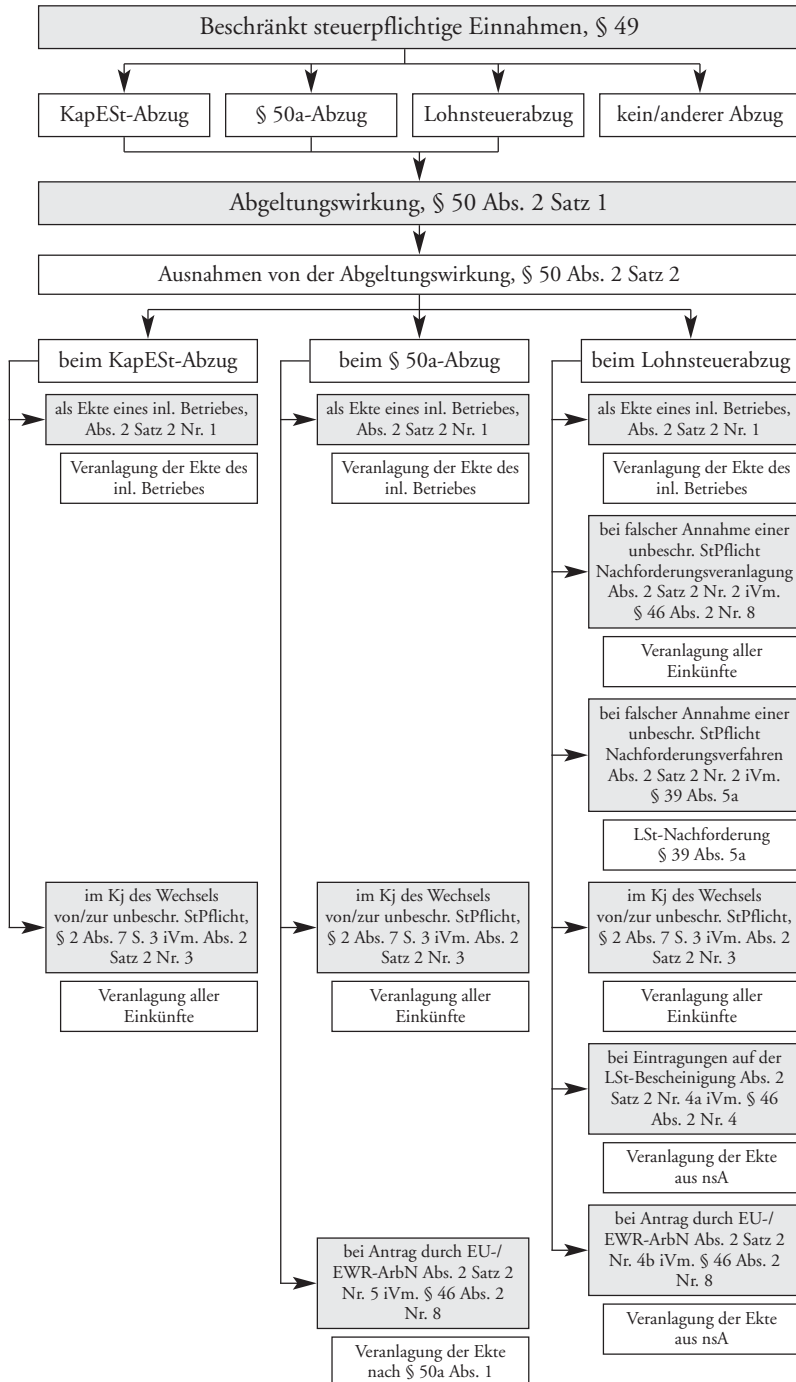 Beschränkt steuerpflichtige Einnahmen, § 49
KapESt-Abzug
§ 50a-Abzug
Lohnsteuerabzug
kein/anderer Abzug
Abgeltungswirkung, § 50 Abs. 2 Satz 1
Ausnahmen von der Abgeltungswirkung, § 50 Abs. 2 Satz 2
beim KapESt-Abzug
als Ekte eines inl. Betriebes,
Abs. 2 Satz 2 Nr. 1
Veranlagung der Ekte des
inl. Betriebes
im Kj des Wechsels
von/zur unbeschr. StPflicht,
§ 2 Abs. 7 S. 3 iVm. Abs. 2
Satz 2 Nr. 3
Veranlagung aller
Einkünfte
beim § 50a-Abzug
als Ekte eines inl. Betriebes,
Abs. 2 Satz 2 Nr. 1
Veranlagung der Ekte des
inl. Betriebes
im Kj des Wechsels
von/zur unbeschr. StPflicht,
§ 2 Abs. 7 S. 3 iVm. Abs. 2
Satz 2 Nr. 3
Veranlagung aller
Einkünfte
bei Antrag durch EU-/
EWR-ArbN Abs. 2 Satz 2
Nr. 5 iVm. § 46 Abs. 2
Nr. 8
Veranlagung der Ekte
nach § 50a Abs. 1
beim Lohnsteuerabzug
als Ekte eines inl. Betriebes,
Abs. 2 Satz 2 Nr. 1
Veranlagung der Ekte des
inl. Betriebes
bei falscher Annahme einer
unbeschr. StPflicht
Nachforderungsveranlagung
Abs. 2 Satz 2 Nr. 2 iVm.
§ 46 Abs. 2 Nr. 8
Veranlagung aller
Einkünfte
bei falscher Annahme einer
unbeschr. StPflicht
Nachforderungsverfahren
Abs. 2 Satz 2 Nr. 2 iVm.
§ 39 Abs. 5a
LSt-Nachforderung
§ 39 Abs. 5a
im Kj des Wechsels
von/zur unbeschr. StPflicht,
§ 2 Abs. 7 S. 3 iVm. Abs. 2
Satz 2 Nr. 3
Veranlagung aller
Einkünfte
bei Eintragungen auf der
LSt-Bescheinigung Abs. 2
Satz 2 Nr. 4a iVm. § 46
Abs. 2 Nr. 4
Veranlagung der Ekte
aus nsA
bei Antrag durch EU-/
EWR-ArbN Abs. 2 Satz 2
Nr. 4b iVm. § 46 Abs. 2
Nr. 8
Veranlagung der Ekte
aus nsA